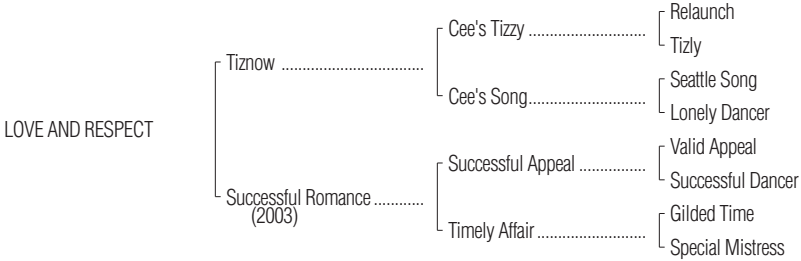 Relaunch
Cee's Tizzy ............................
Tizly
Tiznow ..................................
Seattle Song
Cee's Song............................
Lonely Dancer
LOVE AND RESPECT
Valid Appeal
Successful Appeal ................
Successful Dancer
Successful Romance ............
(2003)
Gilded Time
Timely Affair ..........................
Special Mistress